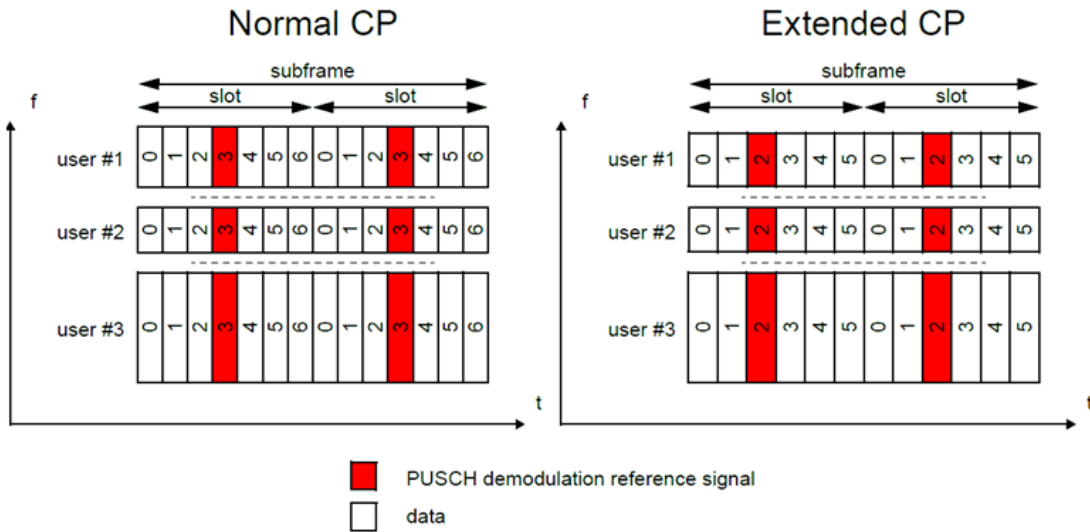 Normal CP
subframe
slot slot
f
user #1 0 1 2 3 4 5 6 0 1 2 3 4 5 6
user #2 0 1 2 3 4 5 6 0 1 2 3 4 5 6
user #3 0 1 2 3 4 5 6 0 1 2 3 4 5 6
t
Extended CP
subframe
slot slot
f
user #1 0 1 2 3 4 5 0 1 2 3 4 5
user #2 0 1 2 3 4 5 0 1 2 3 4 5
user #3 0 1 2 3 4 5 0 1 2 3 4 5
t
PUSCH demodulation reference signal
data